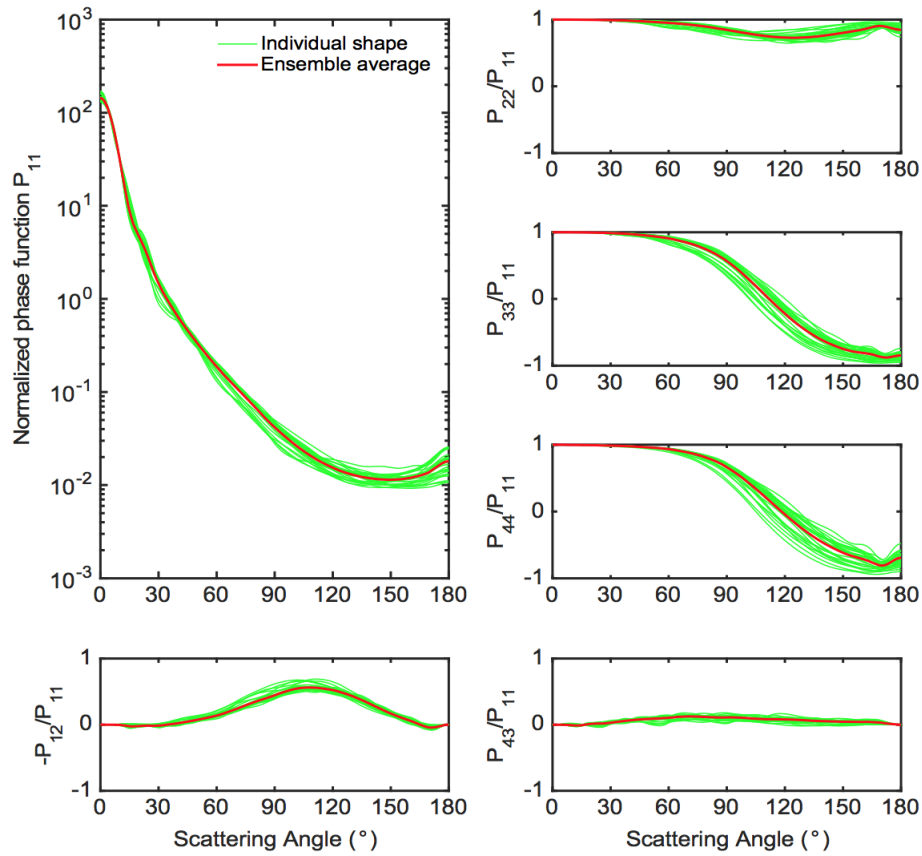 Normalized phase function P11
10^3
10^2
10^1
10^0
10^-1
10^-2
10^-3
Individual shape
Ensemble average
0 30 60 90 120 150 180
P22/P11
1
0
-1
0 30 60 90 120 150 180
P33/P11
1
0
-1
0 30 60 90 120 150 180
P44/P11
1
0
-1
0 30 60 90 120 150 180
-P12/P11
1
0
-1
0 30 60 90 120 150 180
Scattering Angle (°)
P43/P11
1
0
-1
0 30 60 90 120 150 180
Scattering Angle (°)